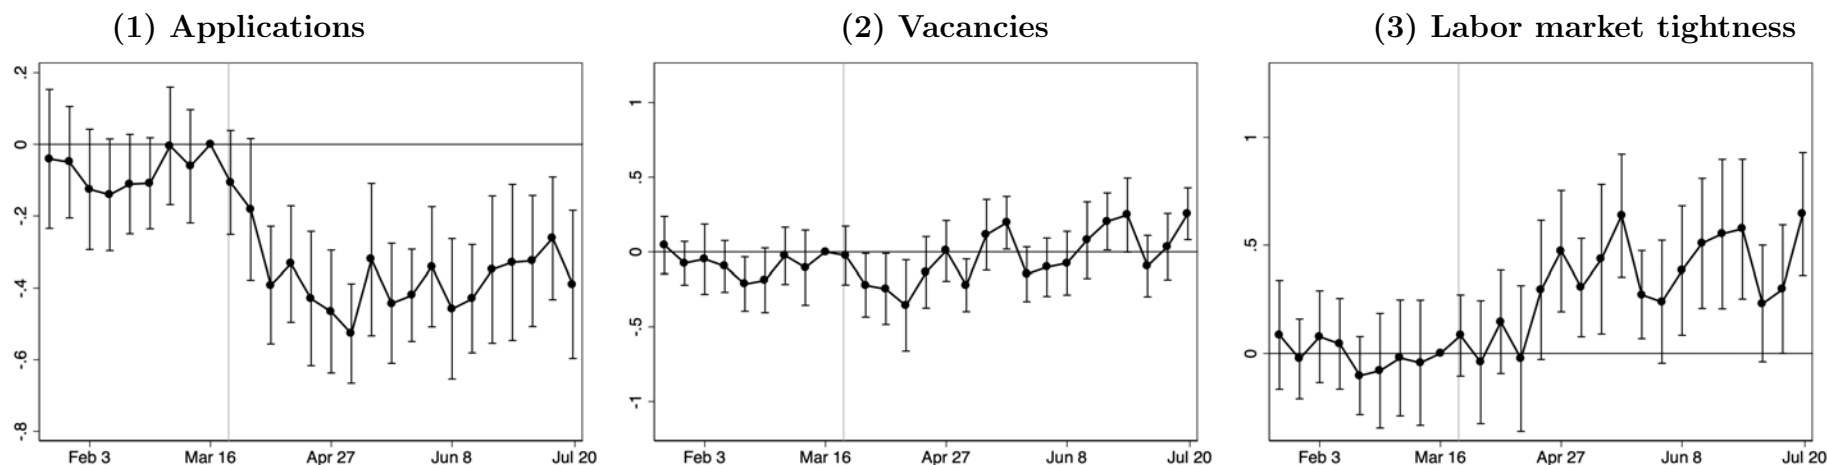 (1) Applications
(2) Vacancies
(3) Labor market tightness
.2
0
-.2
-.4
-.6
-.8
Feb 3 Mar 16 Apr 27 Jun 8 Jul 20
1
.5
0
-.5
-1
Feb 3 Mar 16 Apr 27 Jun 8 Jul 20
1
.5
0
Feb 3 Mar 16 Apr 27 Jun 8 Jul 20